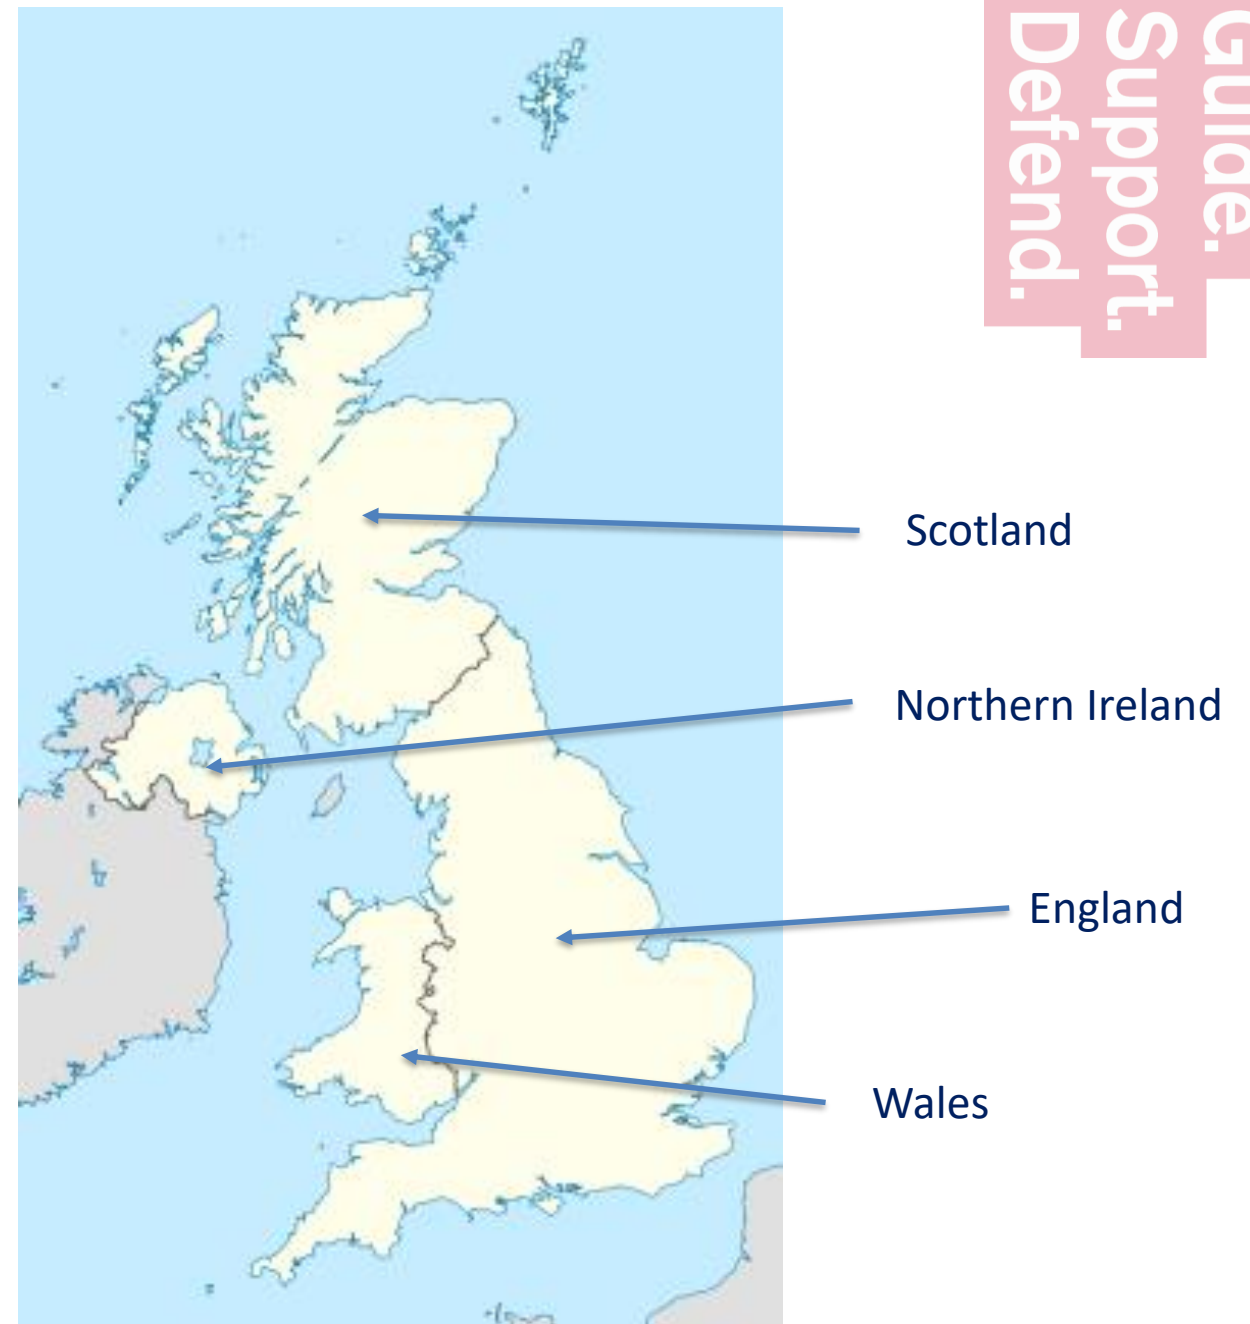 Guide.
Support.
Defend.
Scotland
Northern Ireland
England
Wales